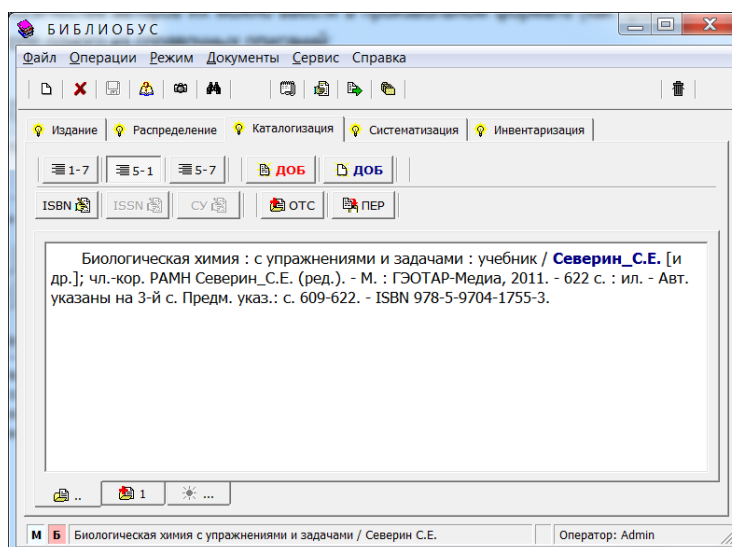 БИБЛИОБУС
Файл Операции Режим Документы Сервис Справка
Издание Распределение Каталогизация Систематизация Инвентаризация
1-7 5-1 5-7 ДОБ ДОБ
ISBN ISSN СУ ОТС ПЕР
Биологическая химия : с упражнениями и задачами : учебник / Северин_С.Е. [и
др.]; чл.-кор. РАМН Северин_С.Е. (ред.). - М. : ГЭОТАР-Медиа, 2011. - 622 с. : ил. - Авт.
указаны на 3-й с. Предм. указ.: с. 609-622. - ISBN 978-5-9704-1755-3.
.. 1 ...
М Б Биологическая химия с упражнениями и задачами / Северин С.Е. Оператор: Admin